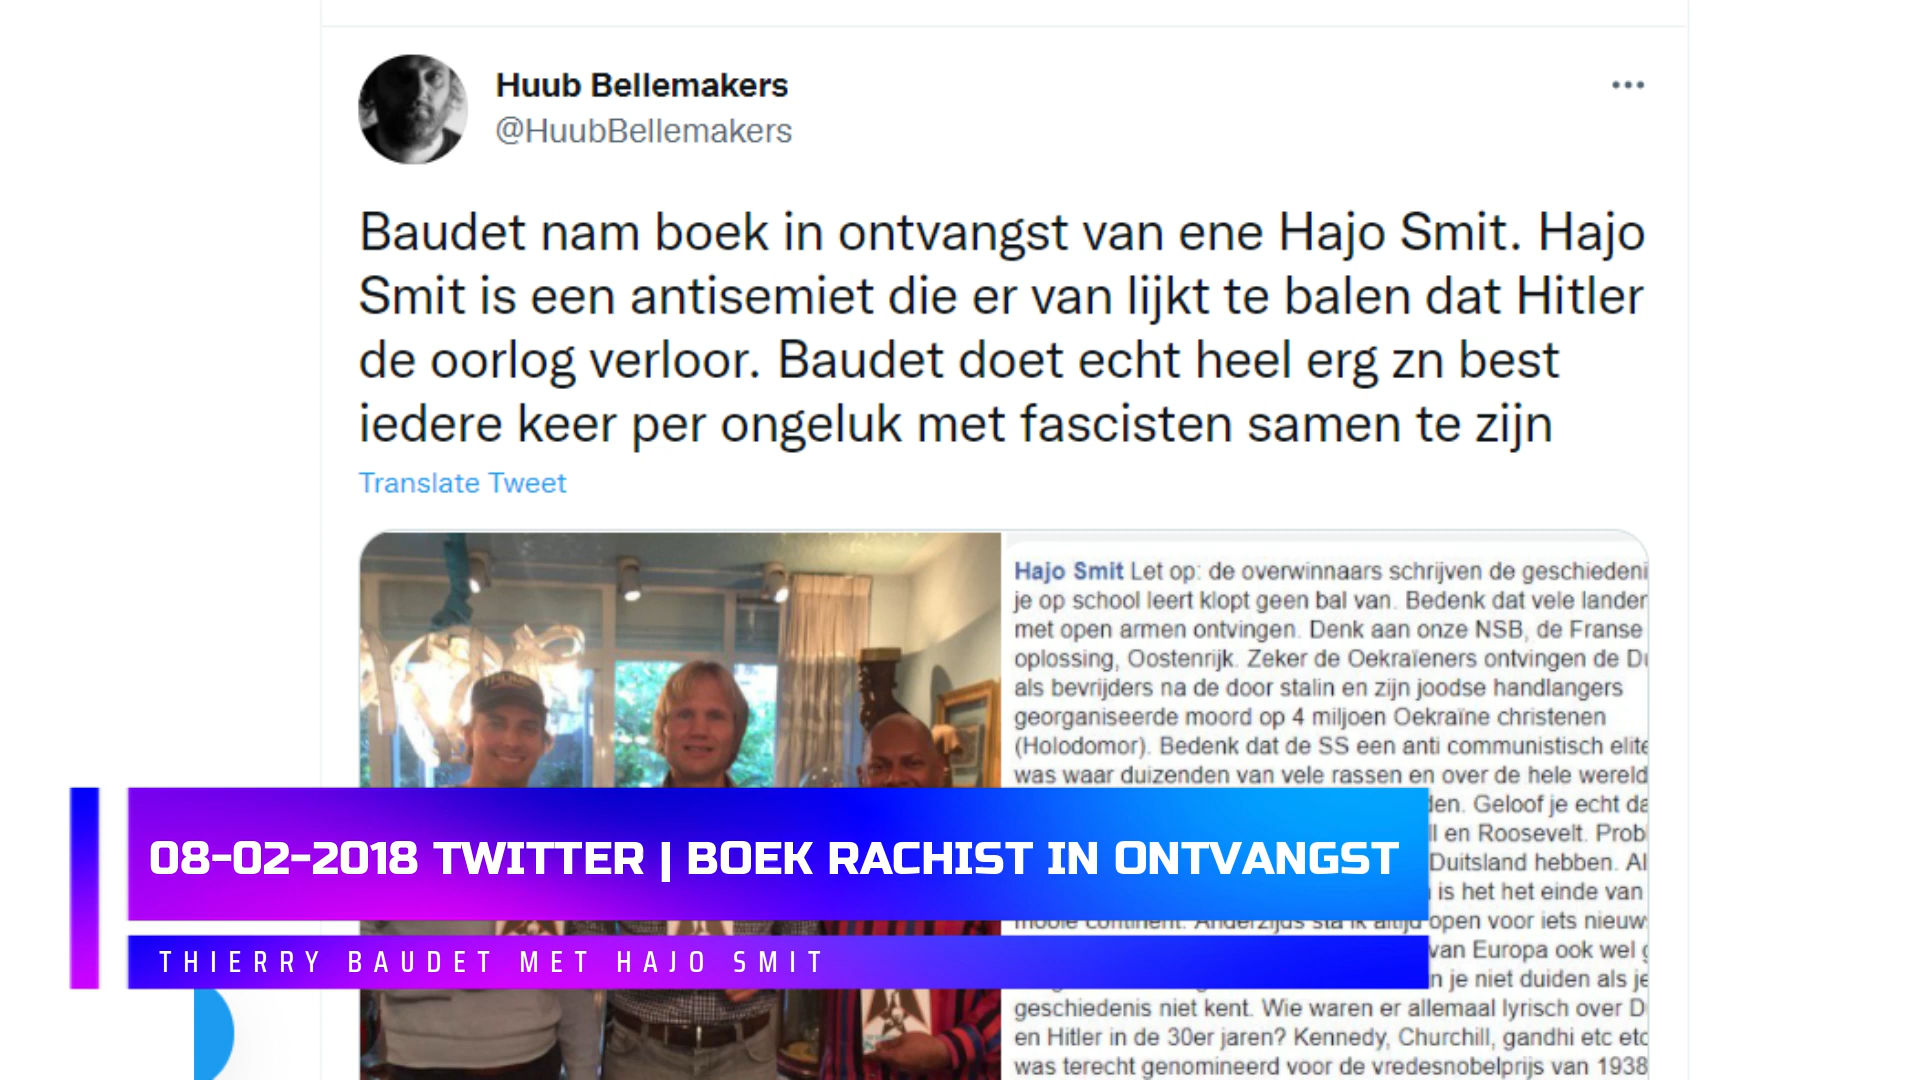 Huub Bellemakers
@HuubBellemakers
Baudet nam boek in ontvangst van ene Hajo Smit. Hajo
Smit is een antisemiet die er van lijkt te balen dat Hitler
de oorlog verloor. Baudet doet echt heel erg zn best
iedere keer per ongeluk met fascisten samen te zijn
Translate Tweet
Hajo Smit Let op: de overwinnaars schrijven de geschiedeni
je op school leert klopt geen bal van. Bedenk dat vele lander
met open armen ontvingen. Denk aan onze NSB, de Franse
oplossing, Oostenrijk. Zeker de Oekraïeners ontvingen de Du
als bevrijders na de door stalin en zijn joodse handlangers
georganiseerde moord op 4 miljoen Oekraïne christenen
(Holodomor). Bedenk dat de SS een anti communistisch elite
was waar duizenden van vele rassen en over de hele wereld
den. Geloof je echt da
ll en Roosevelt. Probl
Duitsland hebben. Al
is het het einde van
mooie continent. Anderzijds sta ik altijd open voor iets nieuw
van Europa ook wel g
n je niet duiden als je
geschiedenis niet kent. Wie waren er allemaal lyrisch over D
en Hitler in de 30er jaren? Kennedy, Churchill, gandhi etc etc
was terecht genomineerd voor de vredesnobelprijs van 1938
08-02-2018 TWITTER | BOEK RACHIST IN ONTVANGST
THIERRY BAUDET MET HAJO SMIT